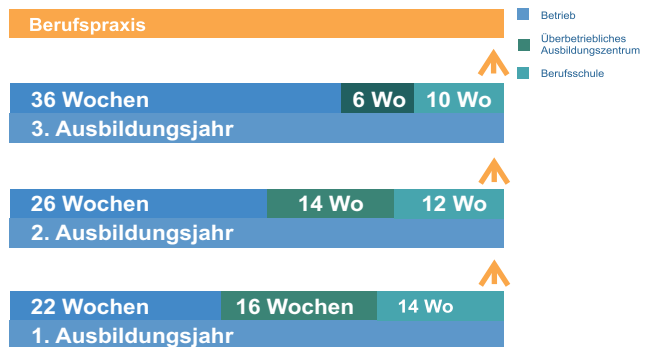 Berufspraxis
Betrieb
Überbetriebliches
Ausbildungszentrum
Berufsschule
36 Wochen 6 Wo 10 Wo
3. Ausbildungsjahr
26 Wochen 14 Wo 12 Wo
2. Ausbildungsjahr
22 Wochen 16 Wochen 14 Wo
1. Ausbildungsjahr